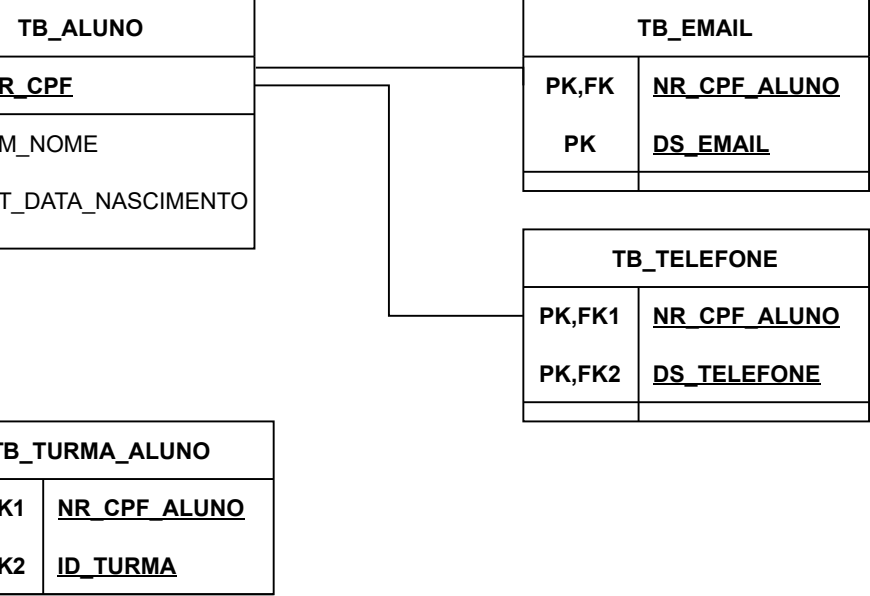 TB_ALUNO
R_CPF
M_NOME
T_DATA_NASCIMENTO
TB_EMAIL
PK,FK NR_CPF_ALUNO
PK DS_EMAIL
TB_TELEFONE
PK,FK1 NR_CPF_ALUNO
PK,FK2 DS_TELEFONE
TB_TURMA_ALUNO
K1 NR_CPF_ALUNO
K2 ID_TURMA